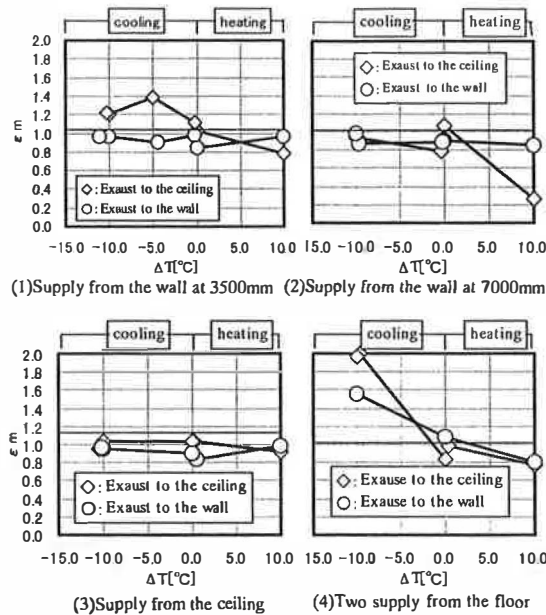 cooling heating
cooling heating
2.0
1.8
1.6
1.4
1.2
1.0
0.8
0.6
0.4
0.2
0.0
εm
◇: Exaust to the ceiling
○: Exaust to the wall
◇: Exaust to the ceiling
○: Exaust to the wall
-15.0 -10.0 -5.0 0.0 5.0 10.0
-15.0 -10.0 -5.0 0.0 5.0 10.0
ΔT[°C]
ΔT[°C]
(1)Supply from the wall at 3500mm
(2)Supply from the wall at 7000mm
cooling heating
cooling heating
2.0
1.8
1.6
1.4
1.2
1.0
0.8
0.6
0.4
0.2
0.0
εm
◇: Exaust to the ceiling
○: Exaust to the wall
◇: Exause to the ceiling
○: Exause to the wall
-15.0 -10.0 -5.0 0.0 5.0 10.0
-15.0 -10.0 -5.0 0.0 5.0 10.0
ΔT[°C]
ΔT[°C]
(3)Supply from the ceiling
(4)Two supply from the floor